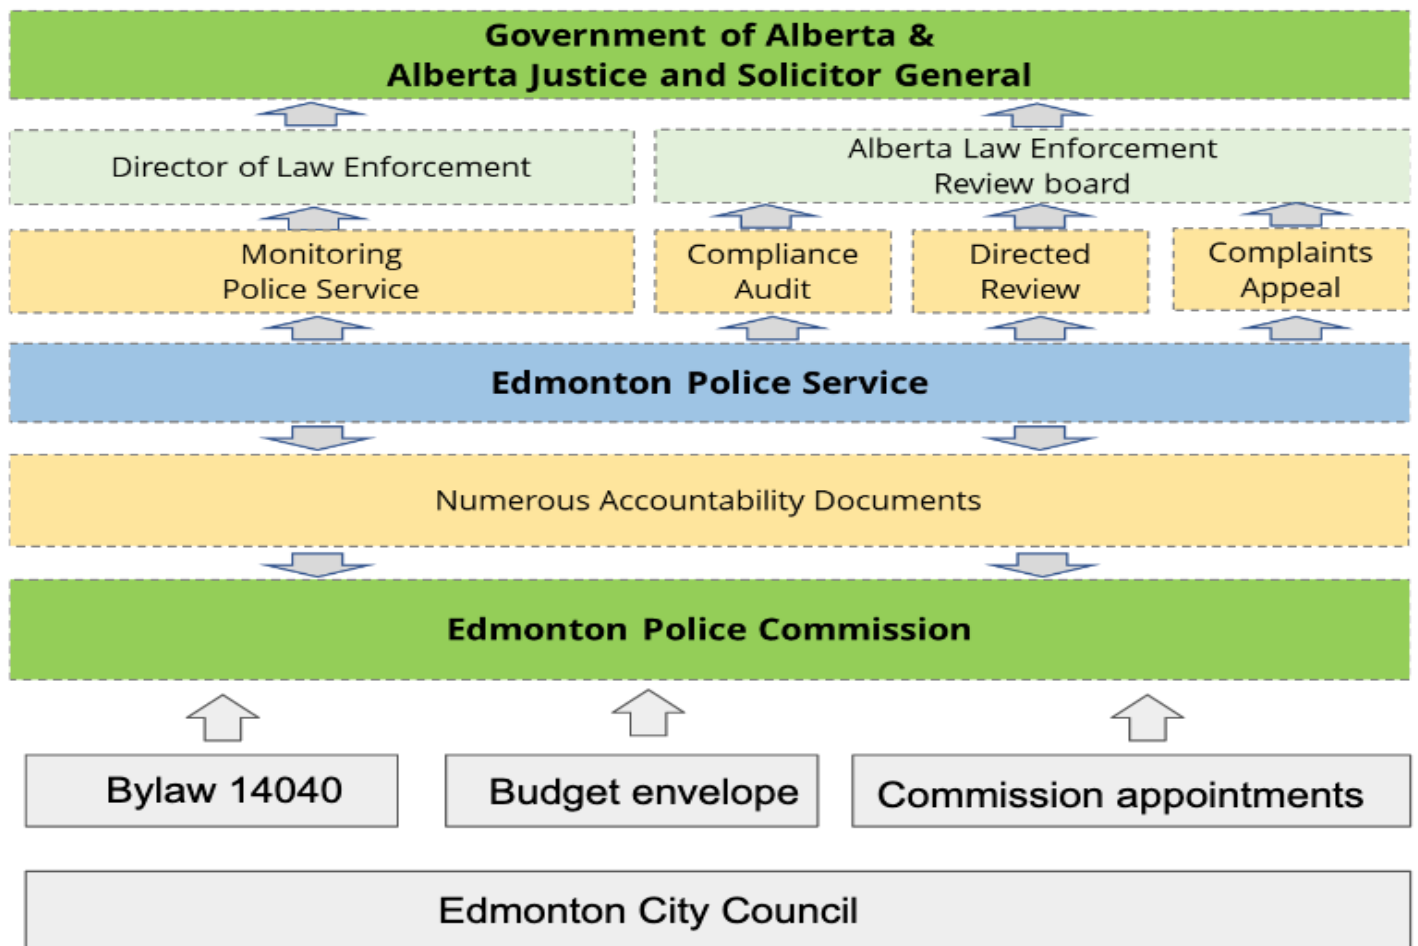 Government of Alberta &
Alberta Justice and Solicitor General
Director of Law Enforcement
Alberta Law Enforcement
Review board
Monitoring
Police Service
Compliance
Audit
Directed
Review
Complaints
Appeal
Edmonton Police Service
Numerous Accountability Documents
Edmonton Police Commission
Bylaw 14040
Budget envelope
Commission appointments
Edmonton City Council